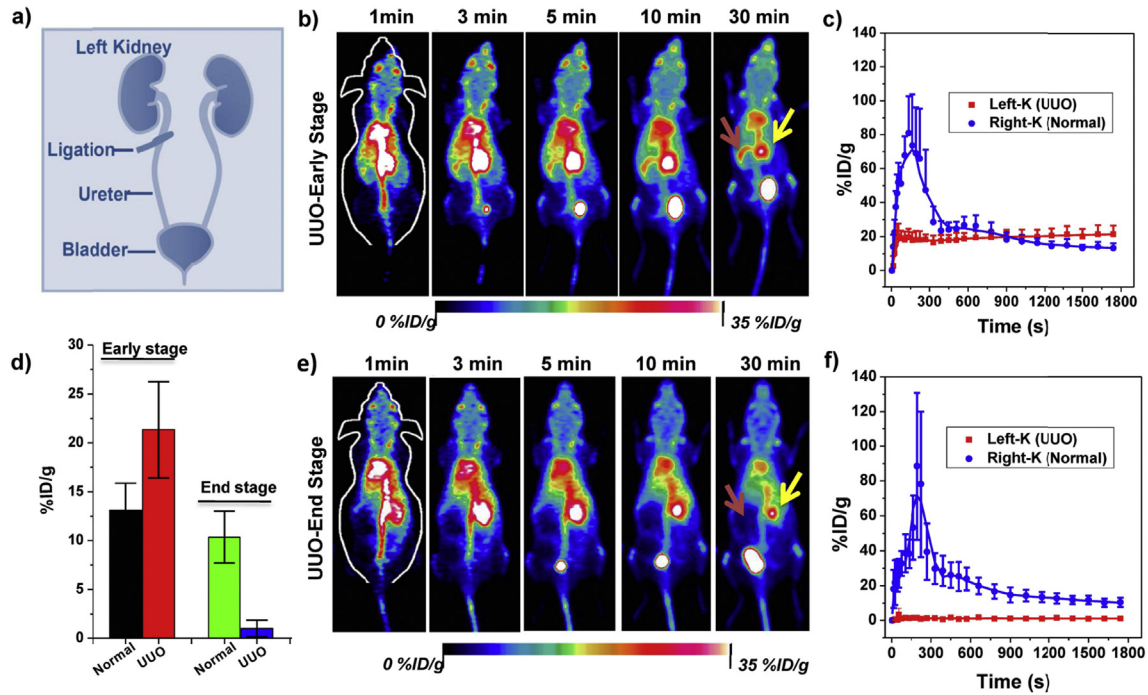 a)
Left Kidney
Ligation
Ureter
Bladder
b)
1min 3 min 5 min 10 min 30 min
UUO-Early Stage
0 %ID/g 35 %ID/g
c)
140
120
100
80
60
40
20
0
%ID/g
Left-K (UUO)
Right-K (Normal)
0 300 600 900 1200 1500 1800
Time (s)
d)
30
25
20
15
10
5
0
%ID/g
Early stage
End stage
Normal UUO Normal UUO
e)
1min 3 min 5 min 10 min 30 min
UUO-End Stage
0 %ID/g 35 %ID/g
f)
140
120
100
80
60
40
20
0
%ID/g
Left-K (UUO)
Right-K (Normal)
0 300 600 900 1200 1500 1800
Time (s)